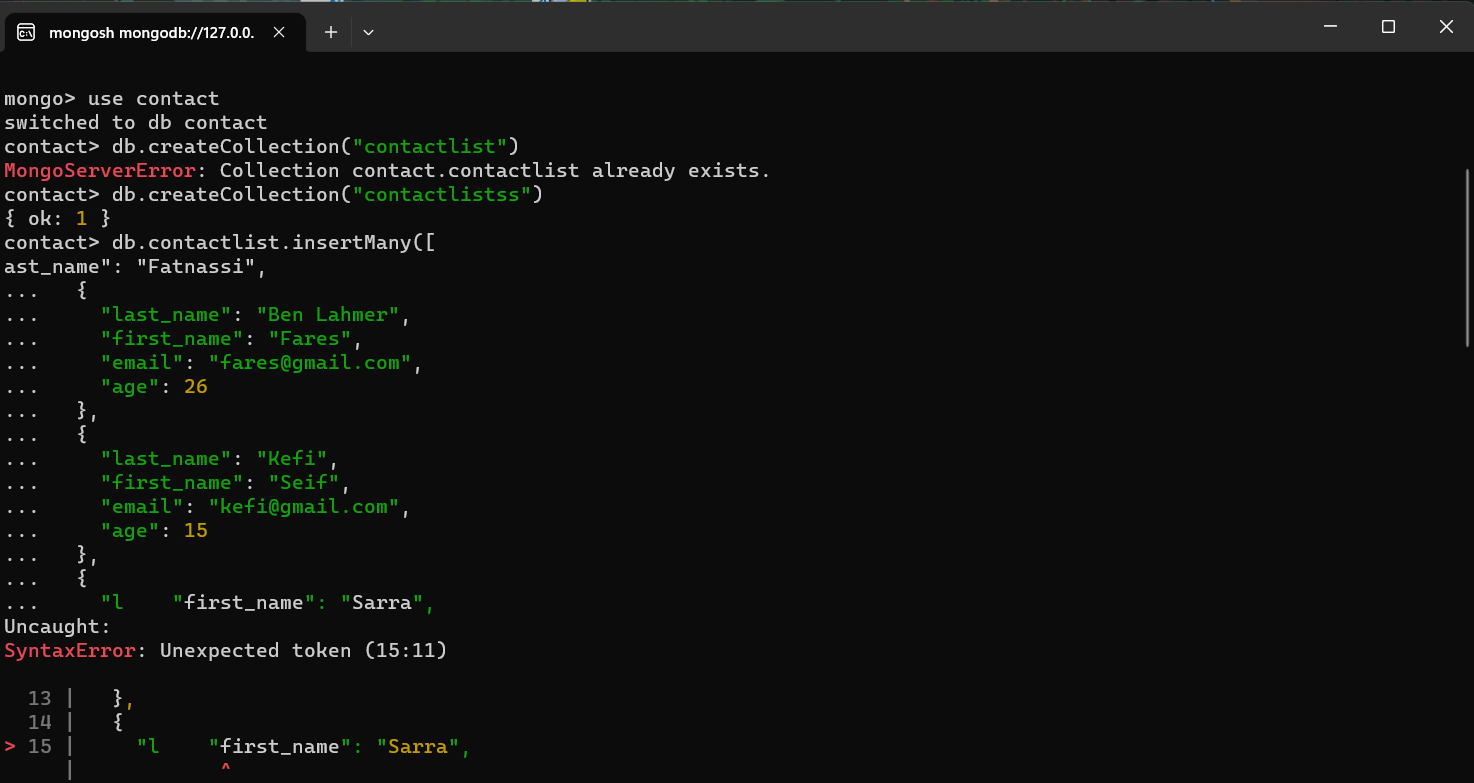 mongosh mongodb://127.0.0.
mongo> use contact
switched to db contact
contact> db.createCollection("contactlist")
MongoServerError: Collection contact.contactlist already exists.
contact> db.createCollection("contactlistss")
{ ok: 1 }
contact> db.contactlist.insertMany([
ast_name": "Fatnassi",
...   {
...     "last_name": "Ben Lahmer",
...     "first_name": "Fares",
...     "email": "fares@gmail.com",
...     "age": 26
...   },
...   {
...     "last_name": "Kefi",
...     "first_name": "Seif",
...     "email": "kefi@gmail.com",
...     "age": 15
...   },
...   {
...     "l    "first_name": "Sarra",
Uncaught:
SyntaxError: Unexpected token (15:11)
  13 |   },
  14 |   {
> 15 |     "l    "first_name": "Sarra",
     |            ^